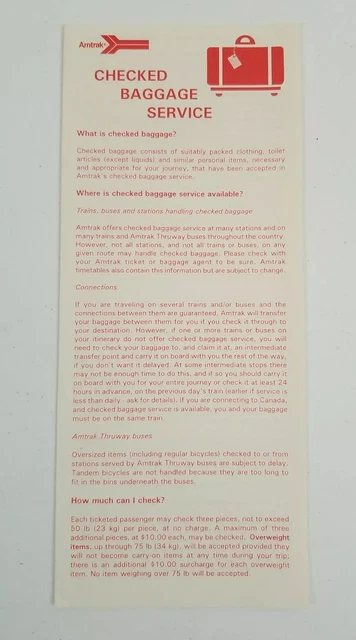 Amtrak®
CHECKED
BAGGAGE
SERVICE
What is checked baggage?
Checked baggage consists of suitably packed clothing, toilet
articles (except liquids) and similar personal items, necessary
and appropriate for your journey, that have been accepted in
Amtrak's checked baggage service.
Where is checked baggage service available?
Trains, buses and stations handling checked baggage
Amtrak offers checked baggage service at many stations and on
many trains and Amtrak Thruway buses throughout the country.
However, not all stations, and not all trains or buses, on any
given route may handle checked baggage. Please check with
your Amtrak ticket or baggage agent to be sure. Amtrak
timetables also contain this information but are subject to change.
Connections
If you are traveling on several trains and/or buses and the
connections between them are guaranteed, Amtrak will transfer
your baggage between them for you if you check it through to
your destination. However, if one or more trains or buses on
your itinerary do not offer checked baggage service, you will
need to check your baggage to, and claim it at, an intermediate
transfer point and carry it on board with you the rest of the way,
if you don't want it delayed. At some intermediate stops there
may not be enough time to do this, and if so you should carry it
on board with you for your entire journey or check it at least 24
hours in advance, on the previous day's train (earlier if service is
less than daily - ask for details). If you are connecting to Canada,
and checked baggage service is available, you and your baggage
must be on the same train.
Amtrak Thruway buses
Oversized items (including regular bicycles) checked to or from
stations served by Amtrak Thruway buses are subject to delay.
Tandem bicycles are not handled because they are too long to
fit in the bins underneath the buses.
How much can I check?
Each ticketed passenger may check three pieces, not to exceed
50 lb (23 kg) per piece, at no charge. A maximum of three
additional pieces, at $10.00 each, may be checked. Overweight
items, up through 75 lb (34 kg), will be accepted provided they
will not become carry-on items at any time during your trip;
there is an additional $10.00 surcharge for each overweight
item. No item weighing over 75 lb will be accepted.